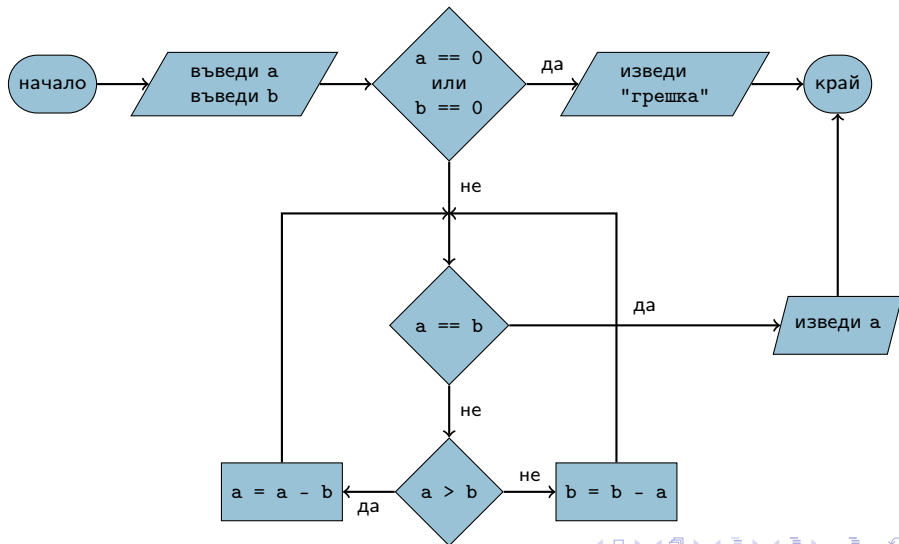 начало
въведи a
въведи b
a == 0
или
b == 0
да
изведи
"грешка"
край
не
a == b
да
изведи a
не
a > b
да
a = a - b
не
b = b - a